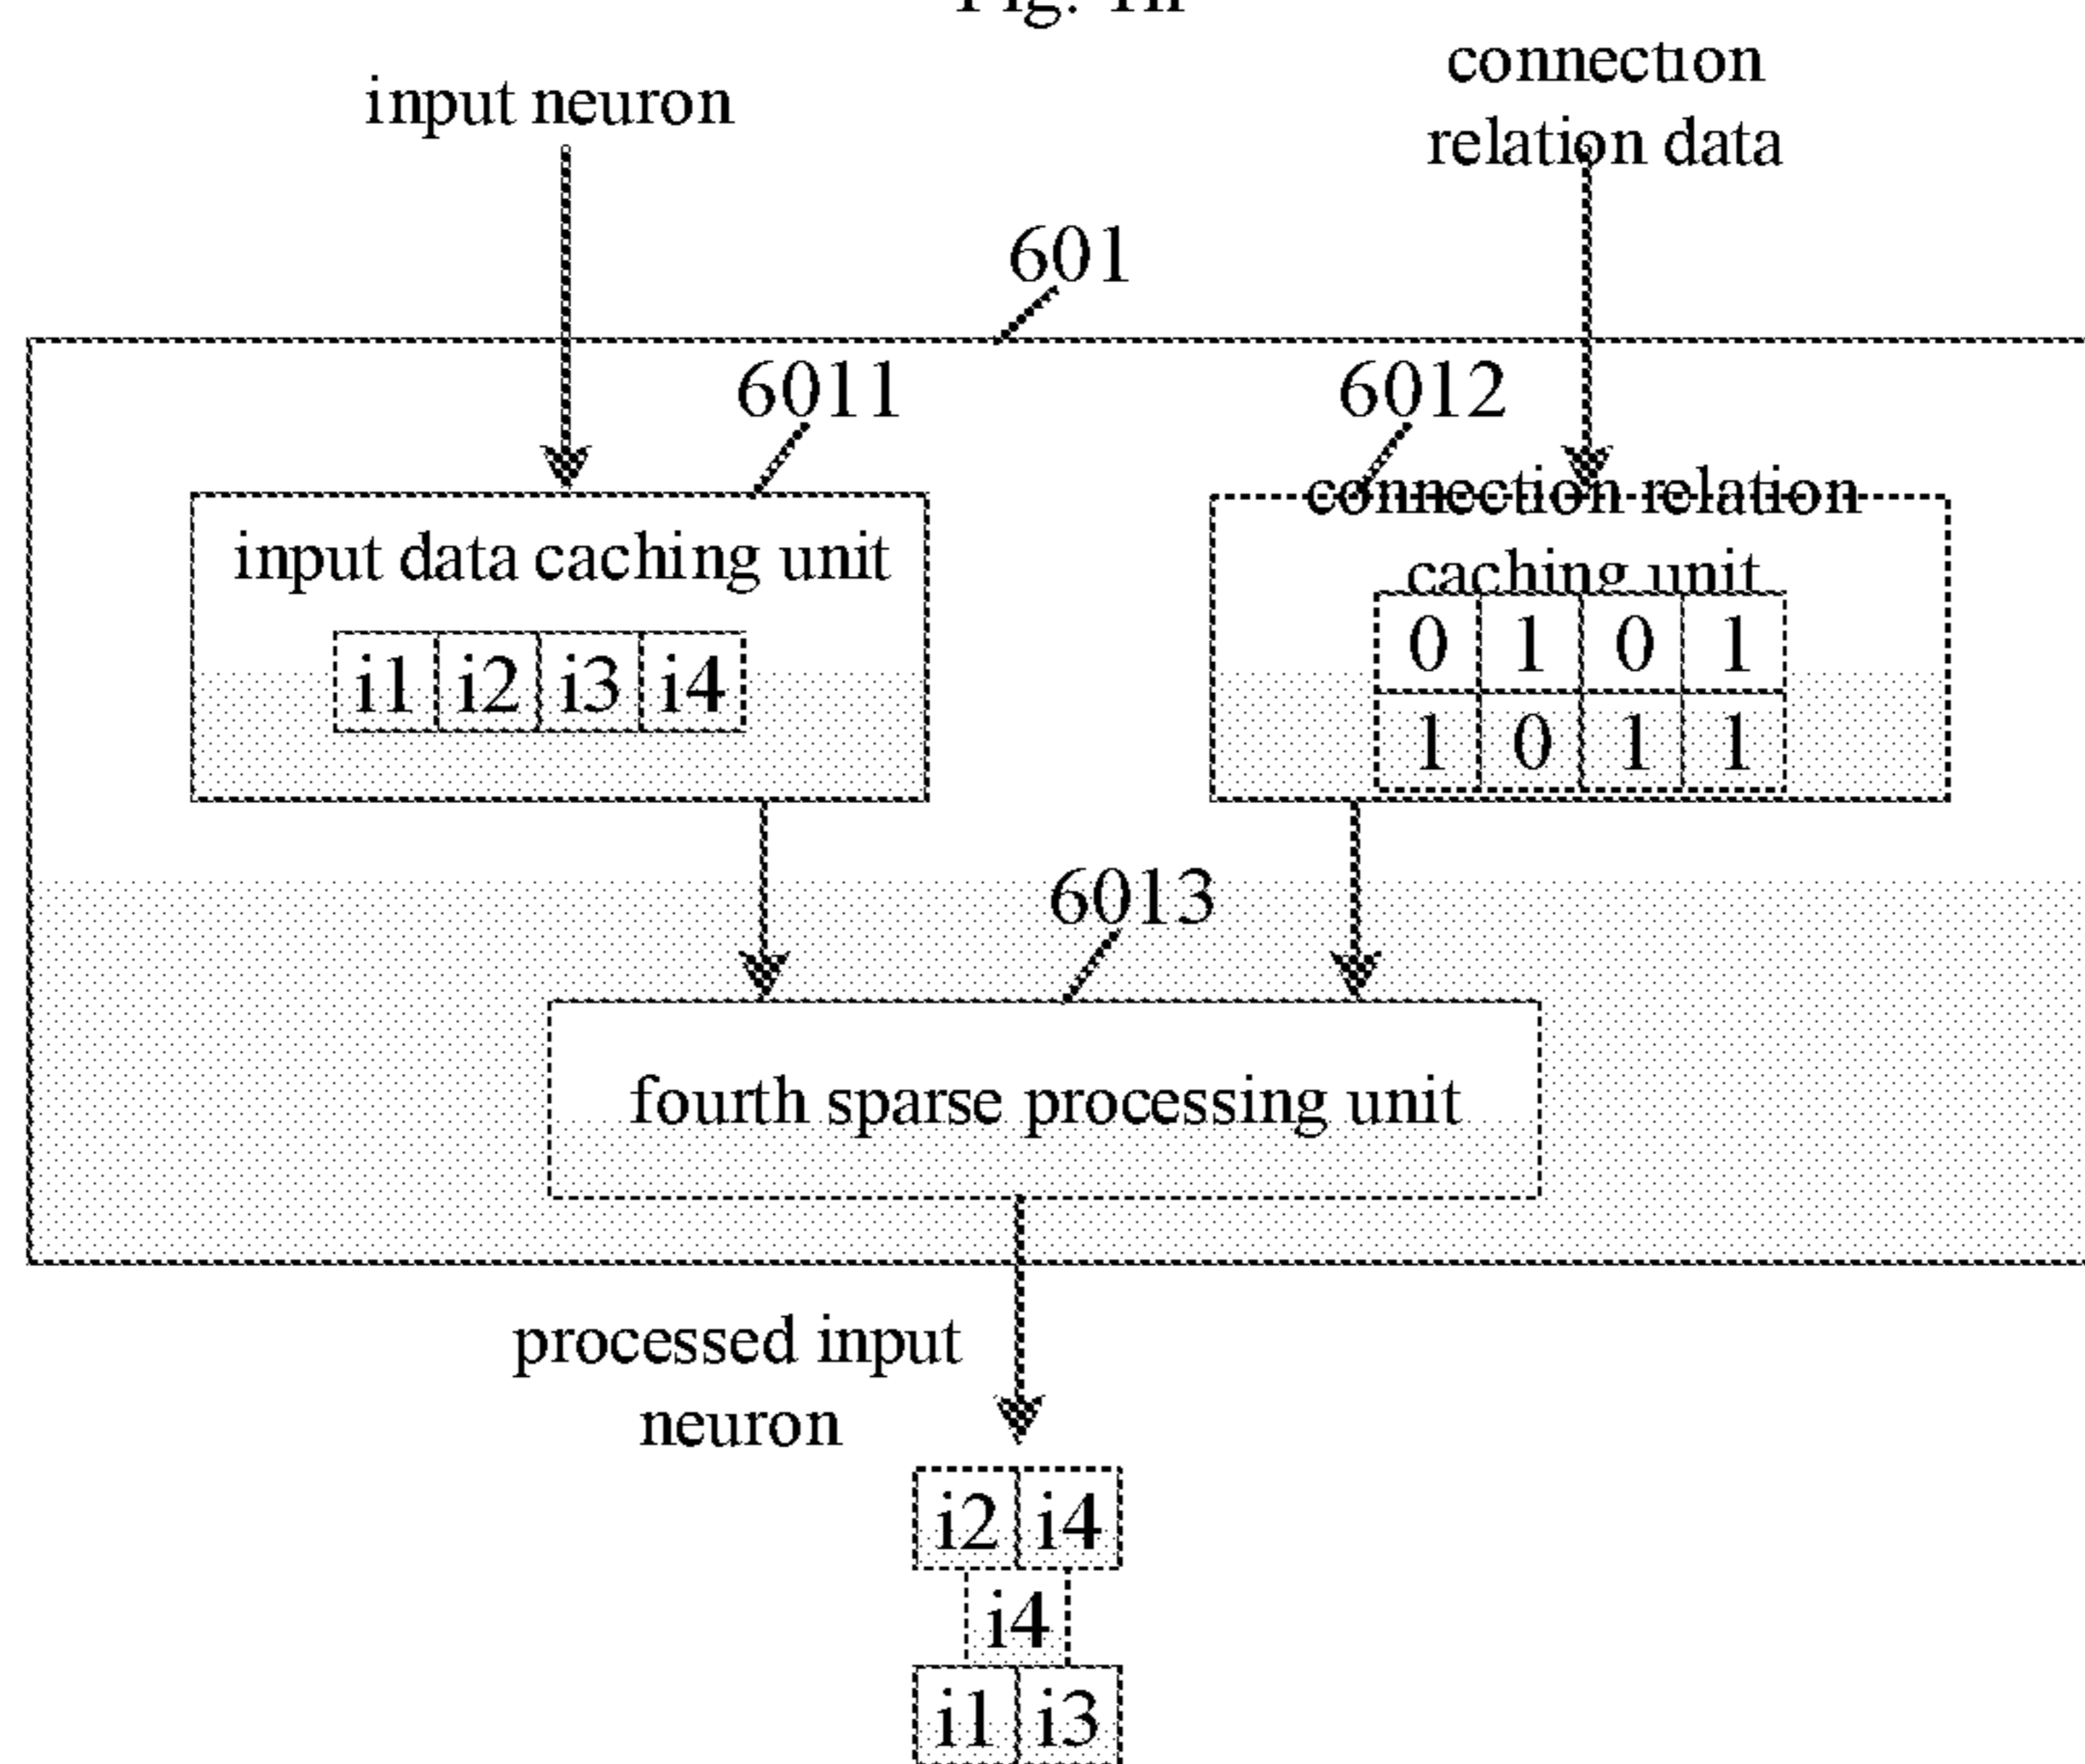 Fig.
input neuron
connection
relation data
601
6011
6012
input data caching unit
i1 i2 i3 i4
connection relation
caching unit
0 1 0 1
1 0 1 1
6013
fourth sparse processing unit
processed input
neuron
i2 i4
i4
i1 i3